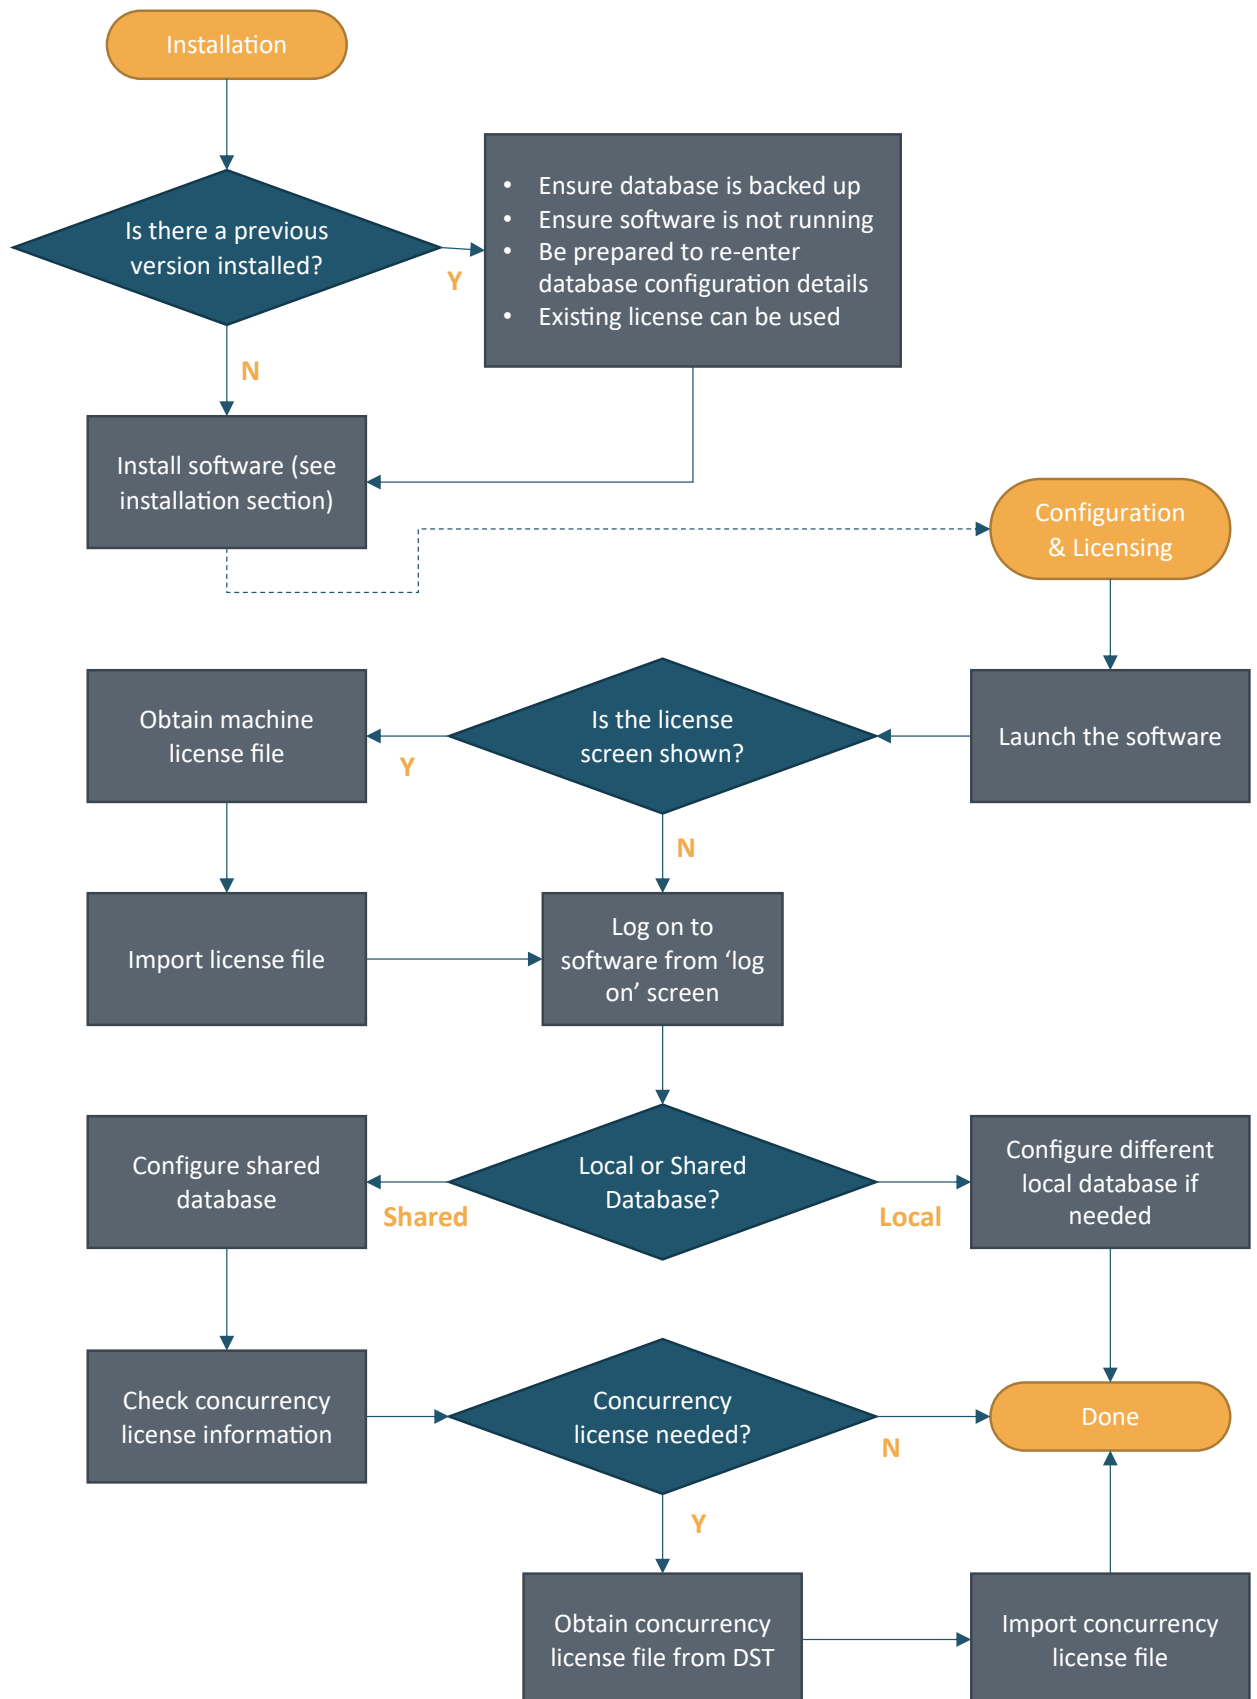 Installation
Is there a previous
version installed?
Y
• Ensure database is backed up
• Ensure software is not running
• Be prepared to re-enter
database configuration details
• Existing license can be used
N
Install software (see
installation section)
Configuration
& Licensing
Launch the software
Is the license
screen shown?
Y
Obtain machine
license file
N
Import license file
Log on to
software from ‘log
on’ screen
Local or Shared
Database?
Shared
Local
Configure shared
database
Configure different
local database if
needed
Check concurrency
license information
Concurrency
license needed?
N
Done
Y
Obtain concurrency
license file from DST
Import concurrency
license file